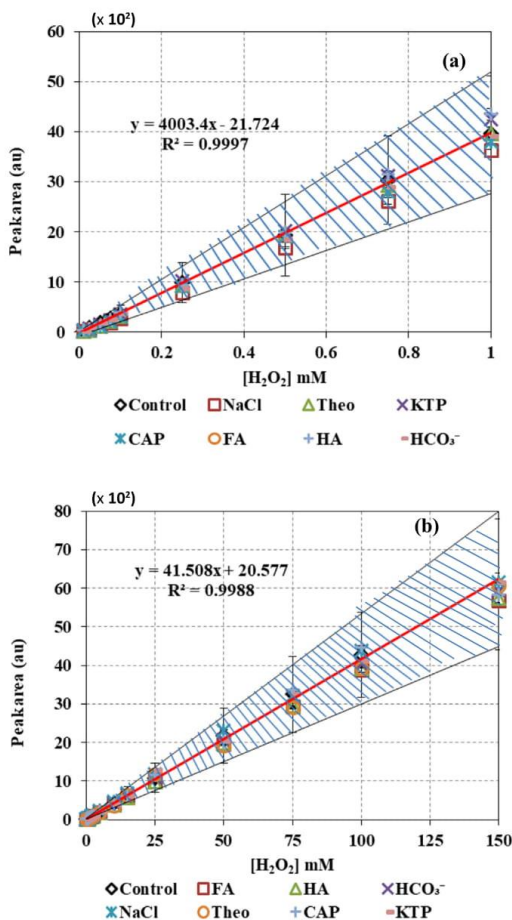 (x 10²)
60
(a)
50
y = 4003.4x - 21.724
R² = 0.9997
40
30
20
10
0
Peakarea (au)
0 0.2 0.4 0.6 0.8 1
[H₂O₂] mM
Control NaCl Theo KTP
CAP FA HA HCO₃⁻
(x 10²)
80
(b)
70
y = 41.508x + 20.577
R² = 0.9988
60
50
40
30
20
10
0
Peakarea (au)
0 25 50 75 100 125 150
[H₂O₂] mM
Control FA HA HCO₃⁻
NaCl Theo CAP KTP